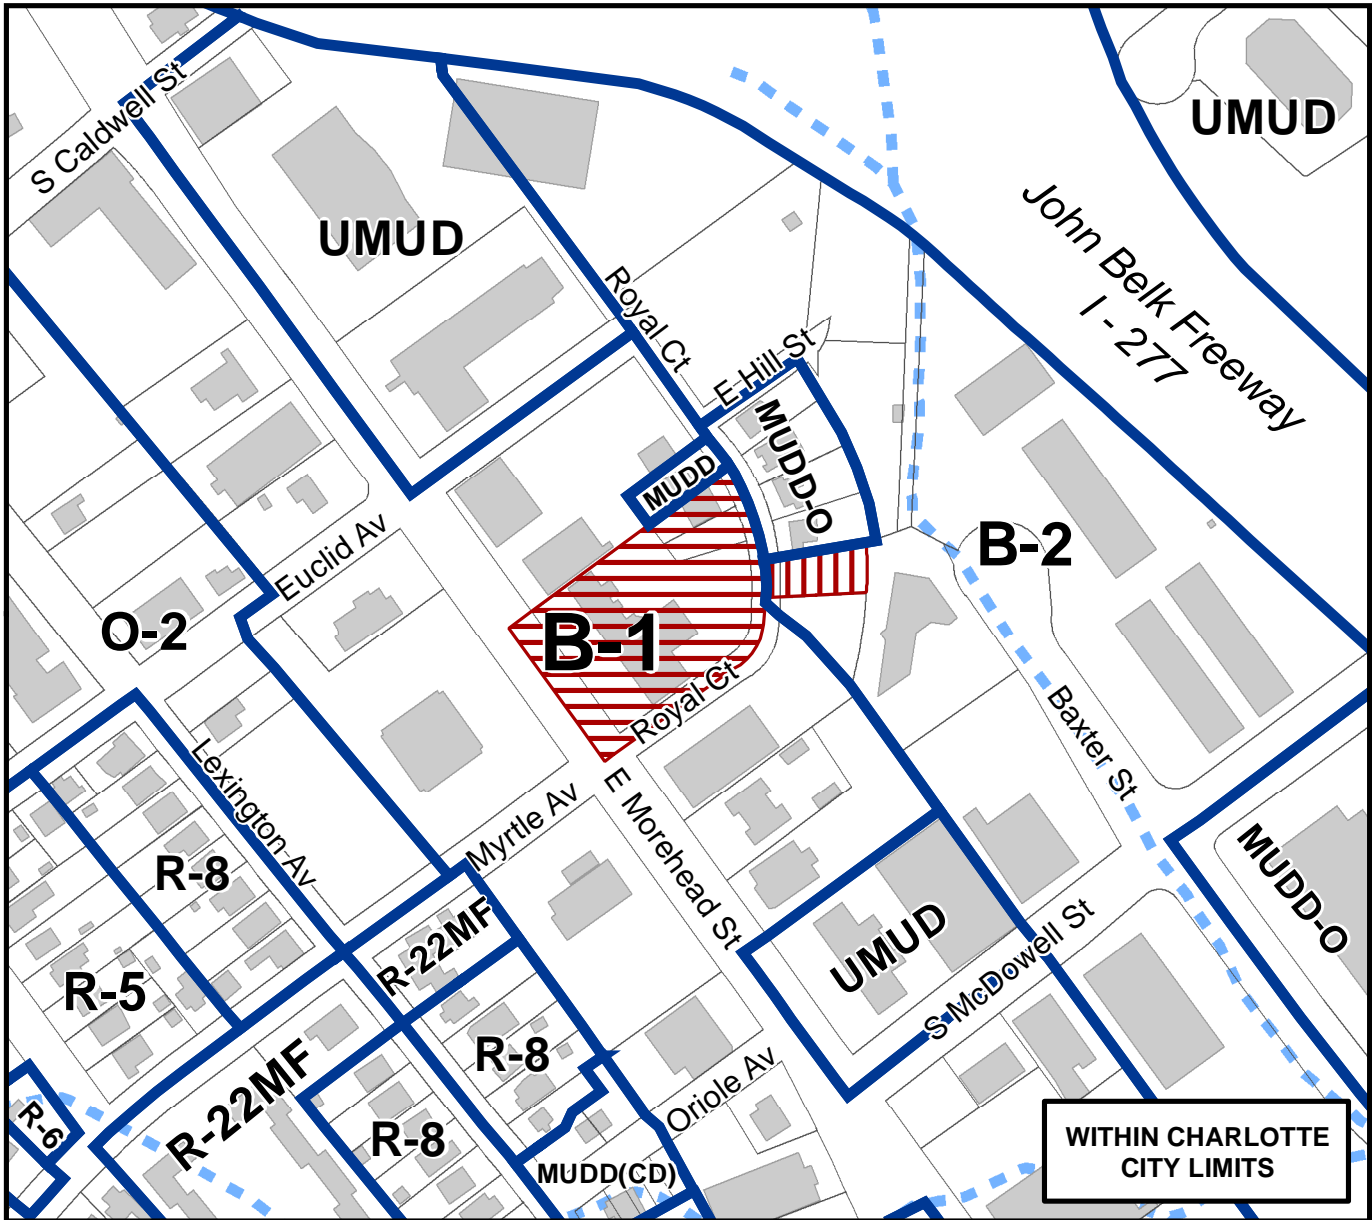 S Caldwell St
UMUD
UMUD
John Belk Freeway
I - 277
Royal Ct
E Hill St
MUDD
MUDD-O
B-2
Euclid Av
O-2
B-1
Royal Ct
Baxter St
Lexington Av
Myrtle Av
E Morehead St
MUDD-O
R-8
R-22MF
UMUD
S McDowell St
R-5
R-8
R-22MF
Oriole Av
R-6
R-8
MUDD(CD)
WITHIN CHARLOTTE
CITY LIMITS